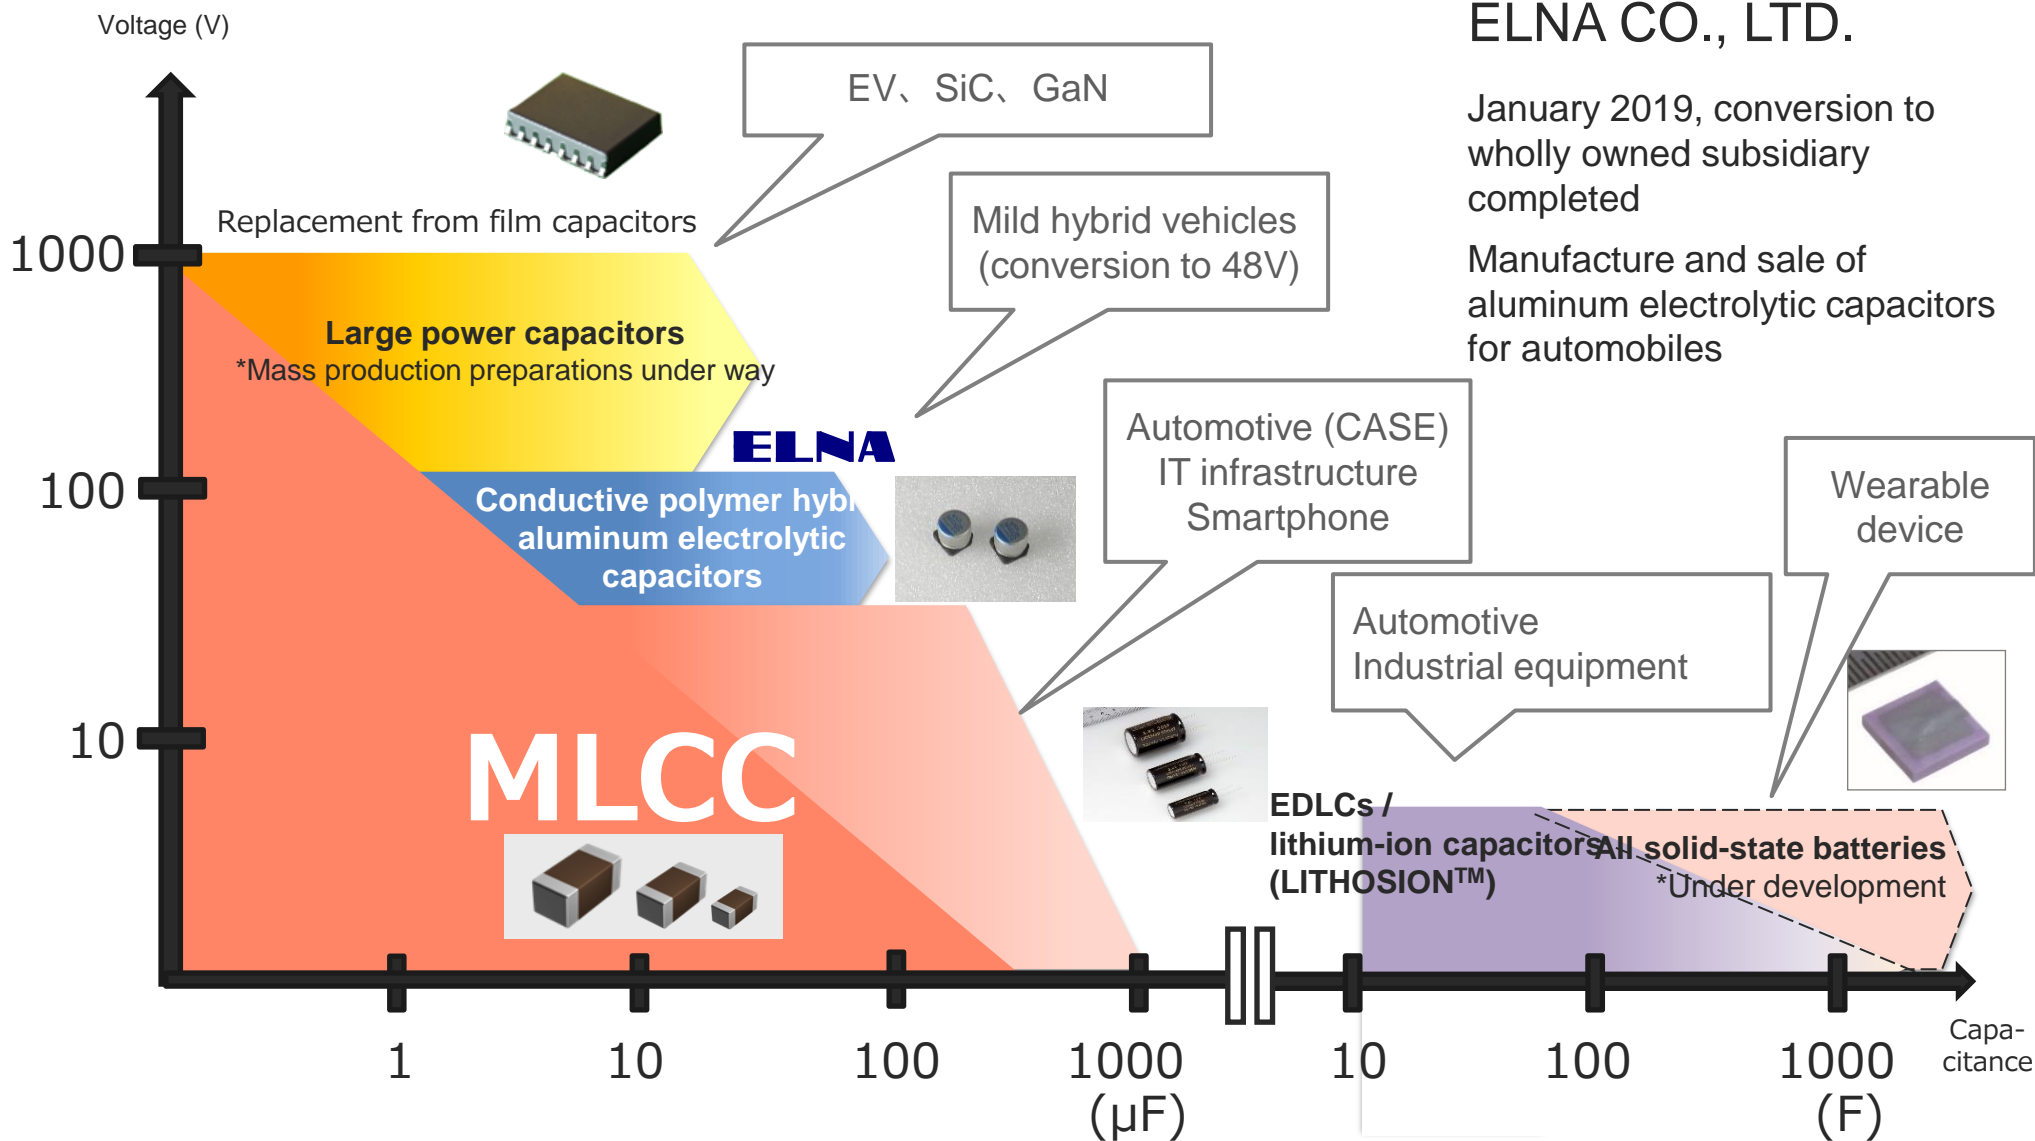 Voltage (V)
ELNA CO., LTD.
January 2019, conversion to
wholly owned subsidiary
completed
Manufacture and sale of
aluminum electrolytic capacitors
for automobiles
EV、SiC、GaN
Mild hybrid vehicles
(conversion to 48V)
Replacement from film capacitors
1000
Large power capacitors
*Mass production preparations under way
ELNA
Automotive (CASE)
IT infrastructure
Smartphone
Wearable
device
100
Conductive polymer hybri
aluminum electrolytic
capacitors
Automotive
Industrial equipment
10
MLCC
EDLCs /
lithium-ion capacitors
(LITHOSION™)
All solid-state batteries
*Under development
1
10
100
1000
(μF)
10
100
1000
(F)
Capa-
citance